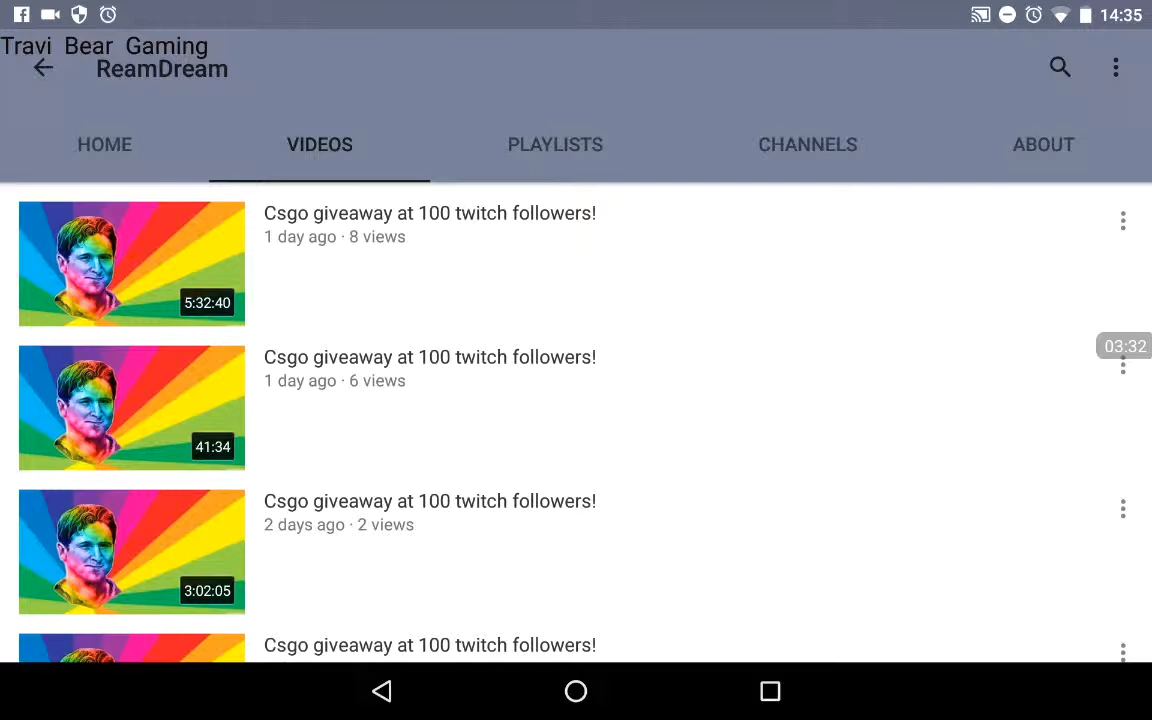 14:35
Travi Bear Gaming
ReamDream
HOME VIDEOS PLAYLISTS CHANNELS ABOUT
Csgo giveaway at 100 twitch followers!
1 day ago · 8 views
5:32:40
Csgo giveaway at 100 twitch followers!
03:32
1 day ago · 6 views
41:34
Csgo giveaway at 100 twitch followers!
2 days ago · 2 views
3:02:05
Csgo giveaway at 100 twitch followers!